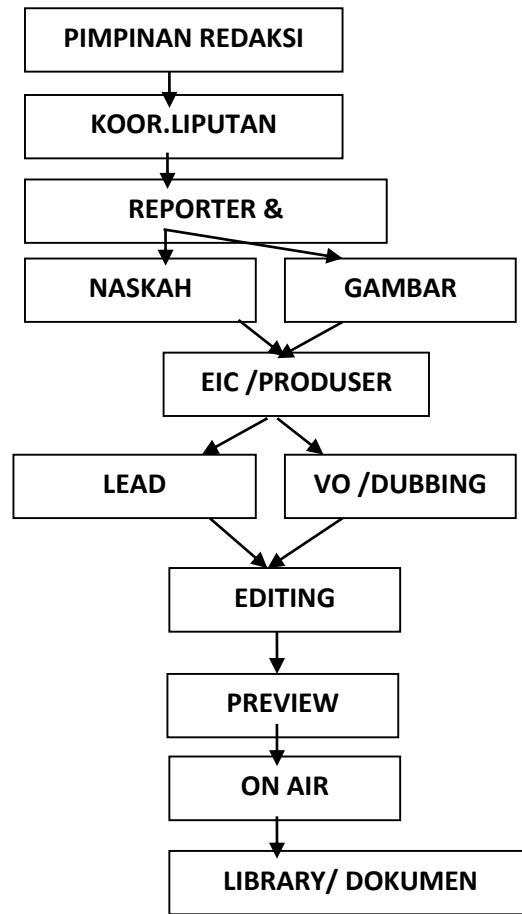 PIMPINAN REDAKSI
KOOR.LIPUTAN
REPORTER &
NASKAH
GAMBAR
EIC /PRODUSER
LEAD
VO /DUBBING
EDITING
PREVIEW
ON AIR
LIBRARY/ DOKUMEN